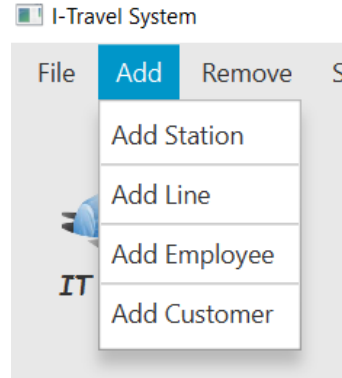 I-Travel System
File Add Remove S
Add Station
Add Line
Add Employee
IT
Add Customer